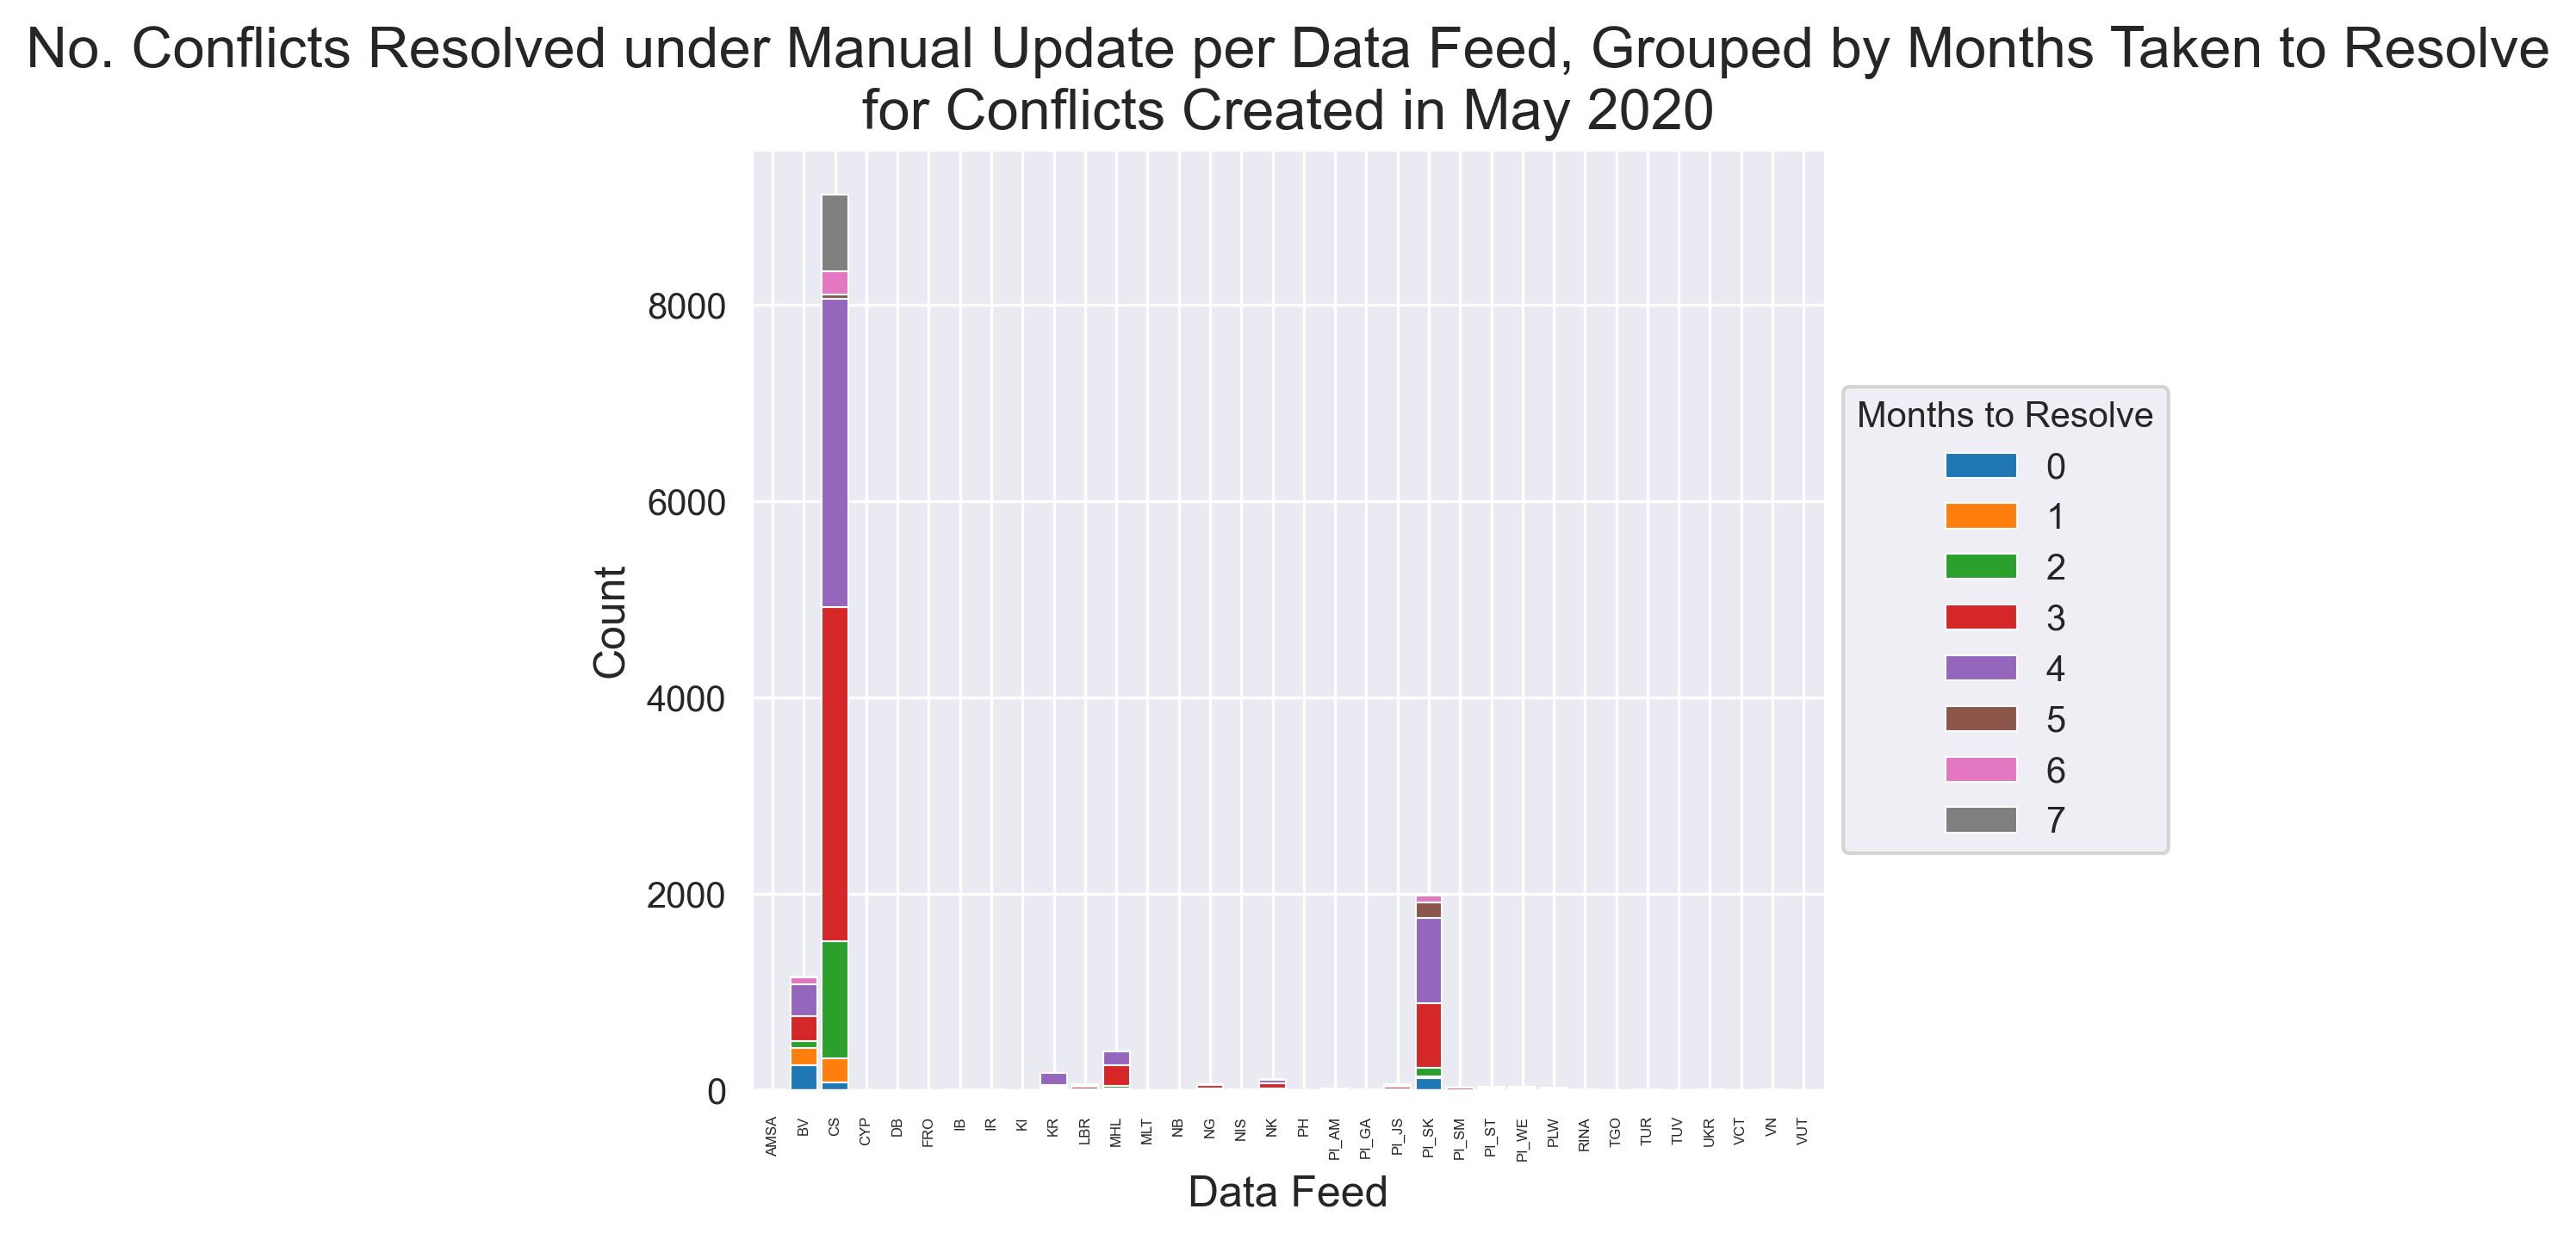 No. Conflicts Resolved under Manual Update per Data Feed, Grouped by Months Taken to Resolve
for Conflicts Created in May 2020
Count
8000
6000
4000
2000
0
AMSA
BV
CS
CYP
DB
FRO
IB
IR
KI
KR
LBR
MHL
MLT
NB
NG
NIS
NK
PH
PI_AM
PI_GA
PI_JS
PI_SK
PI_SM
PI_ST
PI_WE
PLW
RINA
TGO
TUR
TUV
UKR
VCT
VN
VUT
Data Feed
Months to Resolve
0
1
2
3
4
5
6
7